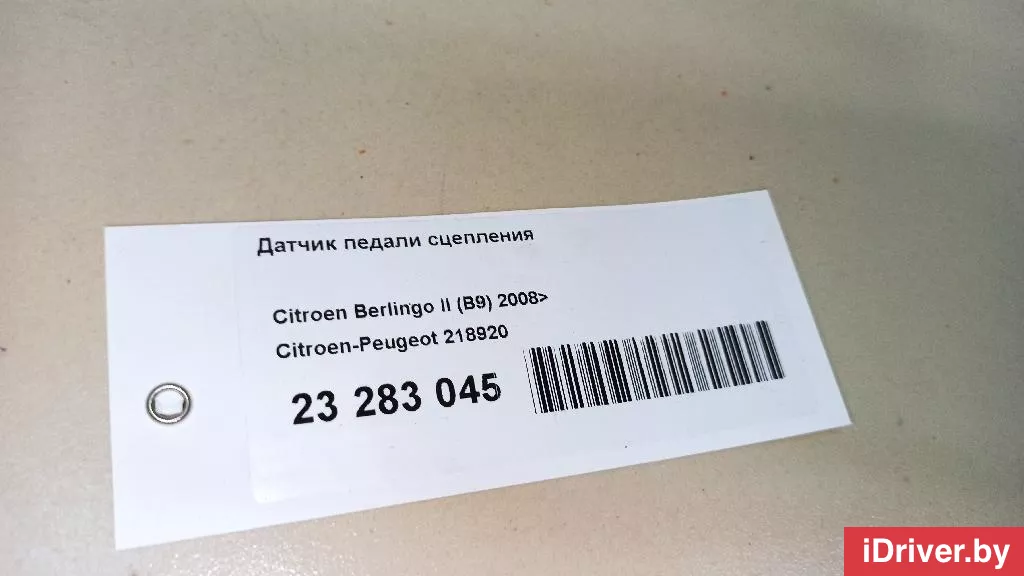 Датчик педали сцепления
Citroen Berlingo II (B9) 2008>
Citroen-Peugeot 218920
23 283 045
iDriver.by